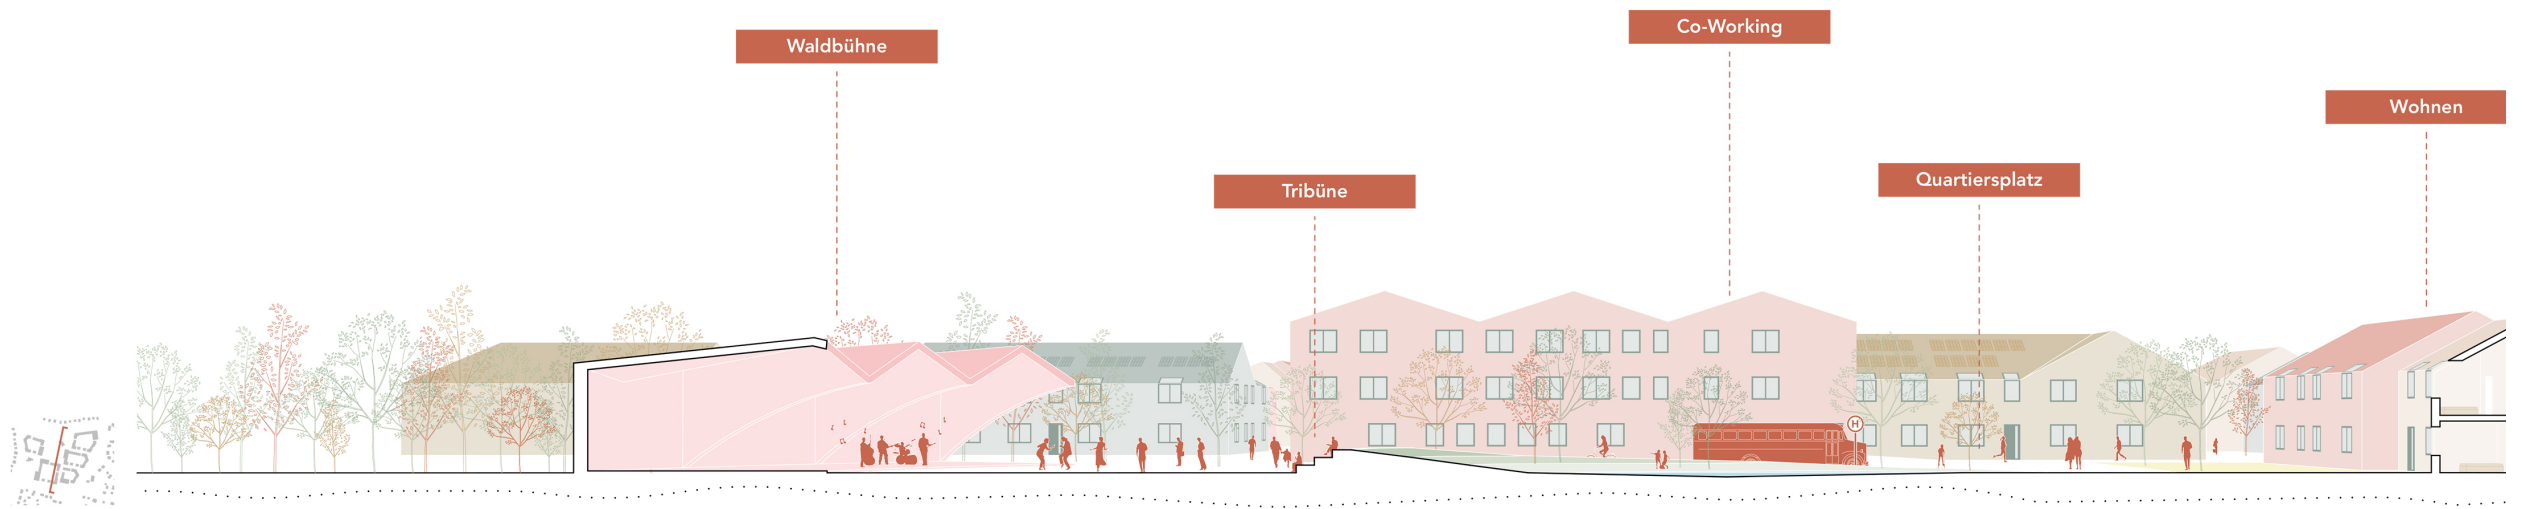 Waldbühne
Tribüne
Co-Working
Quartiersplatz
Wohnen
H